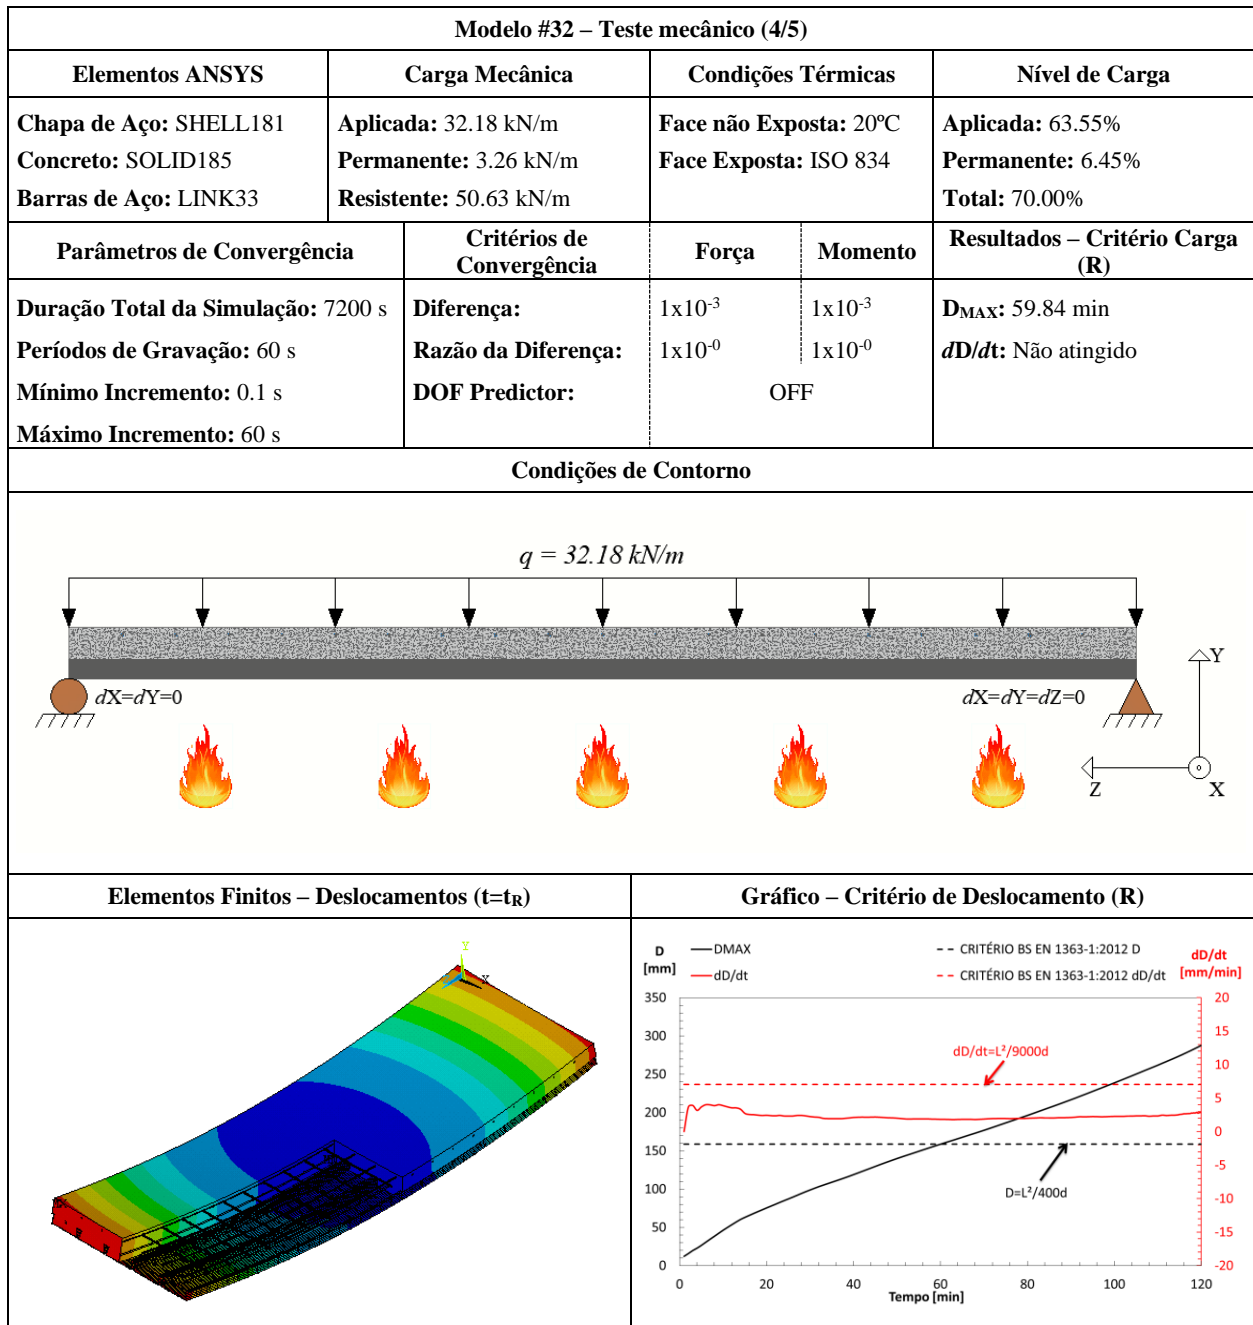 Modelo #32 – Teste mecânico (4/5)
Elementos ANSYS
Carga Mecânica
Condições Térmicas
Nível de Carga
Chapa de Aço: SHELL181
Concreto: SOLID185
Barras de Aço: LINK33
Aplicada: 32.18 kN/m
Permanente: 3.26 kN/m
Resistente: 50.63 kN/m
Face não Exposta: 20ºC
Face Exposta: ISO 834
Aplicada: 63.55%
Permanente: 6.45%
Total: 70.00%
Parâmetros de Convergência
Critérios de
Convergência
Força
Momento
Resultados – Critério Carga
(R)
Duração Total da Simulação: 7200 s
Períodos de Gravação: 60 s
Mínimo Incremento: 0.1 s
Máximo Incremento: 60 s
Diferença: 1x10⁻³ 1x10⁻³
Razão da Diferença: 1x10⁻⁰ 1x10⁻⁰
DOF Predictor: OFF
D_MAX: 59.84 min
dD/dt: Não atingido
Condições de Contorno
q = 32.18 kN/m
dX=dY=0
dX=dY=dZ=0
Y
Z
X
Elementos Finitos – Deslocamentos (t=t_R)
Gráfico – Critério de Deslocamento (R)
Y
X
D
[mm]
DMAX
dD/dt
CRITÉRIO BS EN 1363-1:2012 D
CRITÉRIO BS EN 1363-1:2012 dD/dt
dD/dt
[mm/min]
350
300
250
200
150
100
50
0
20
15
10
5
0
-5
-10
-15
-20
dD/dt=L²/9000d
D=L²/400d
0 20 40 60 80 100 120
Tempo [min]